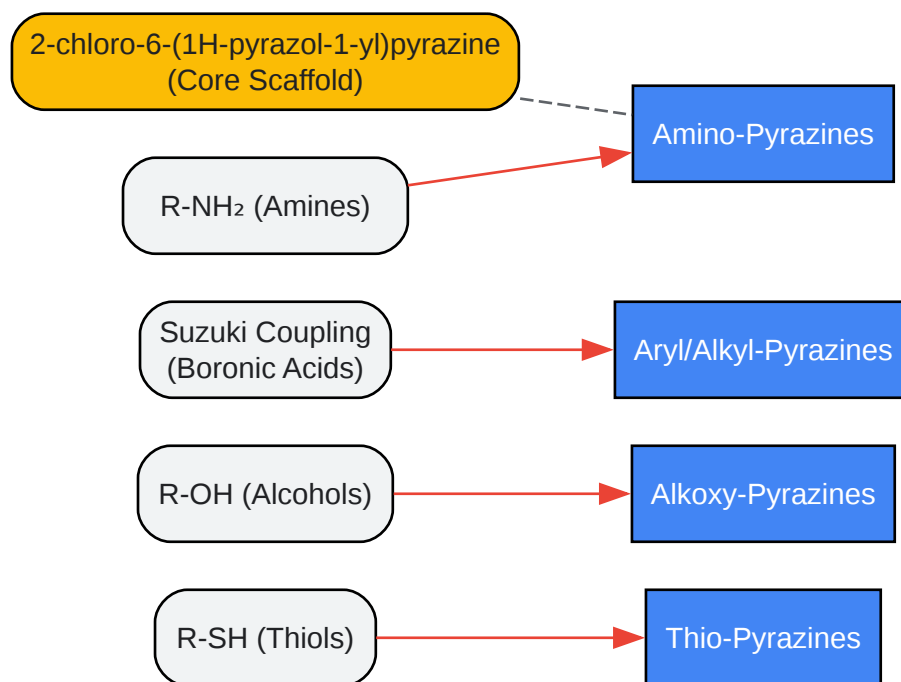 2-chloro-6-(1H-pyrazol-1-yl)pyrazine
(Core Scaffold)
Amino-Pyrazines
R-NH₂ (Amines)
Suzuki Coupling
(Boronic Acids)
Aryl/Alkyl-Pyrazines
R-OH (Alcohols)
Alkoxy-Pyrazines
R-SH (Thiols)
Thio-Pyrazines